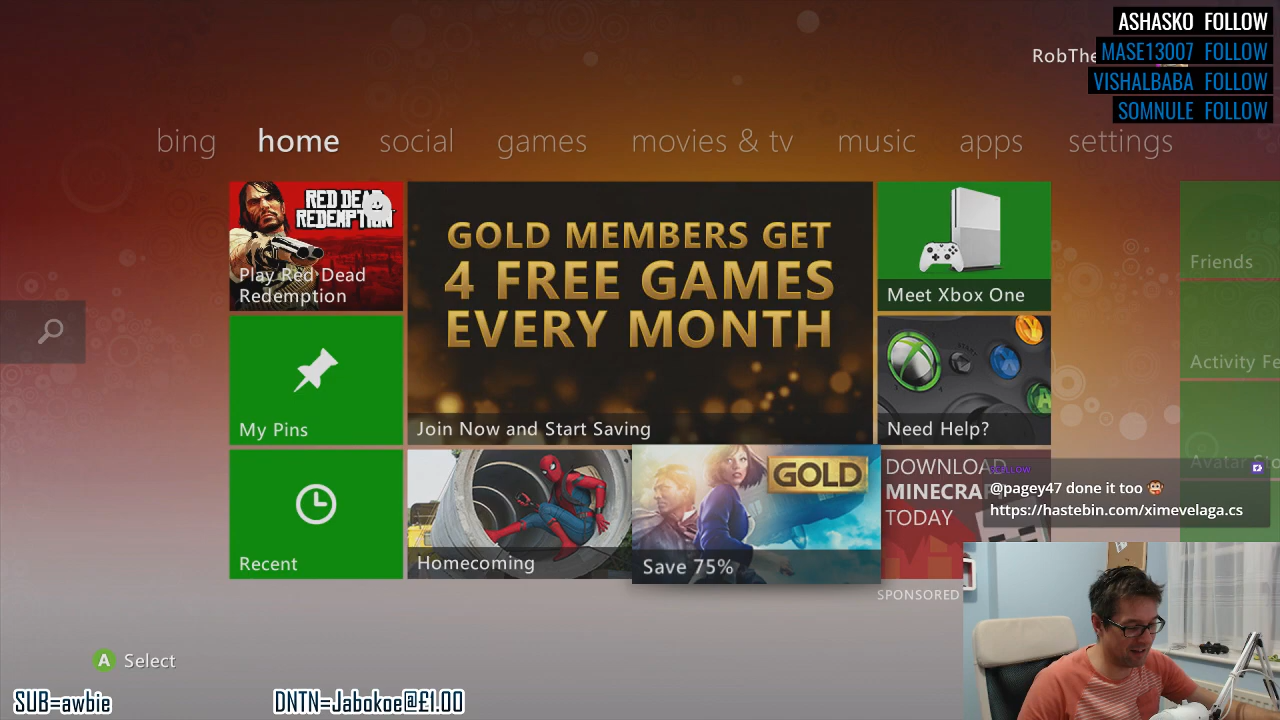 ASHASKO FOLLOW
MASE13007 FOLLOW
VISHALBABA FOLLOW
SOMNULE FOLLOW
RobThe
bing home social games movies & tv music apps settings
RED DEAD
REDEMPTION
Play Red Dead
Redemption
GOLD MEMBERS GET
4 FREE GAMES
EVERY MONTH
Join Now and Start Saving
Meet Xbox One
Friends
My Pins
START
A
Need Help?
Activity Fe
Recent
Homecoming
GOLD
Save 75%
DOWNLOAD
MINECRA
TODAY
Avatar Sto
@pagey47 done it too
https://hastebin.com/ximevelaga.cs
SPONSORED
A Select
SUB=awbie
DNTN=Jabokoe@£1.00